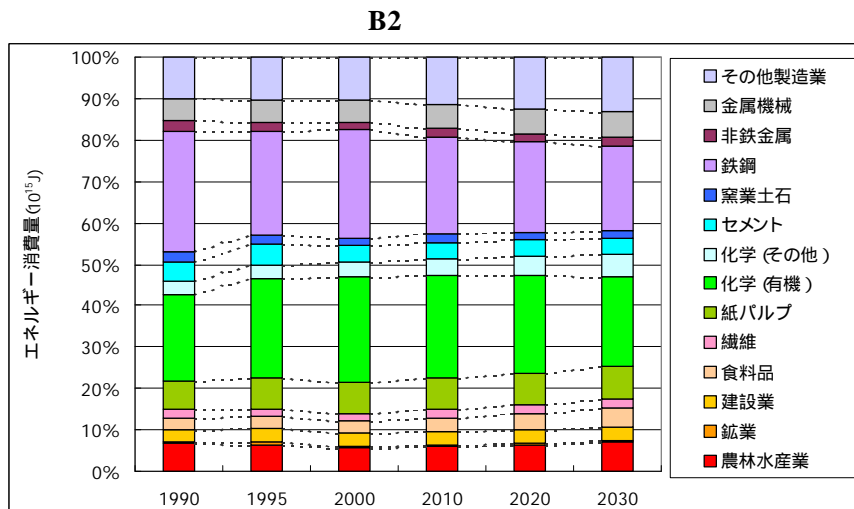 B2
エネルギー消費量(10¹⁵J)
100%
90%
80%
70%
60%
50%
40%
30%
20%
10%
0%
1990 1995 2000 2010 2020 2030
その他製造業
金属機械
非鉄金属
鉄鋼
窯業土石
セメント
化学(その他)
化学(有機)
紙パルプ
繊維
食料品
建設業
鉱業
農林水産業